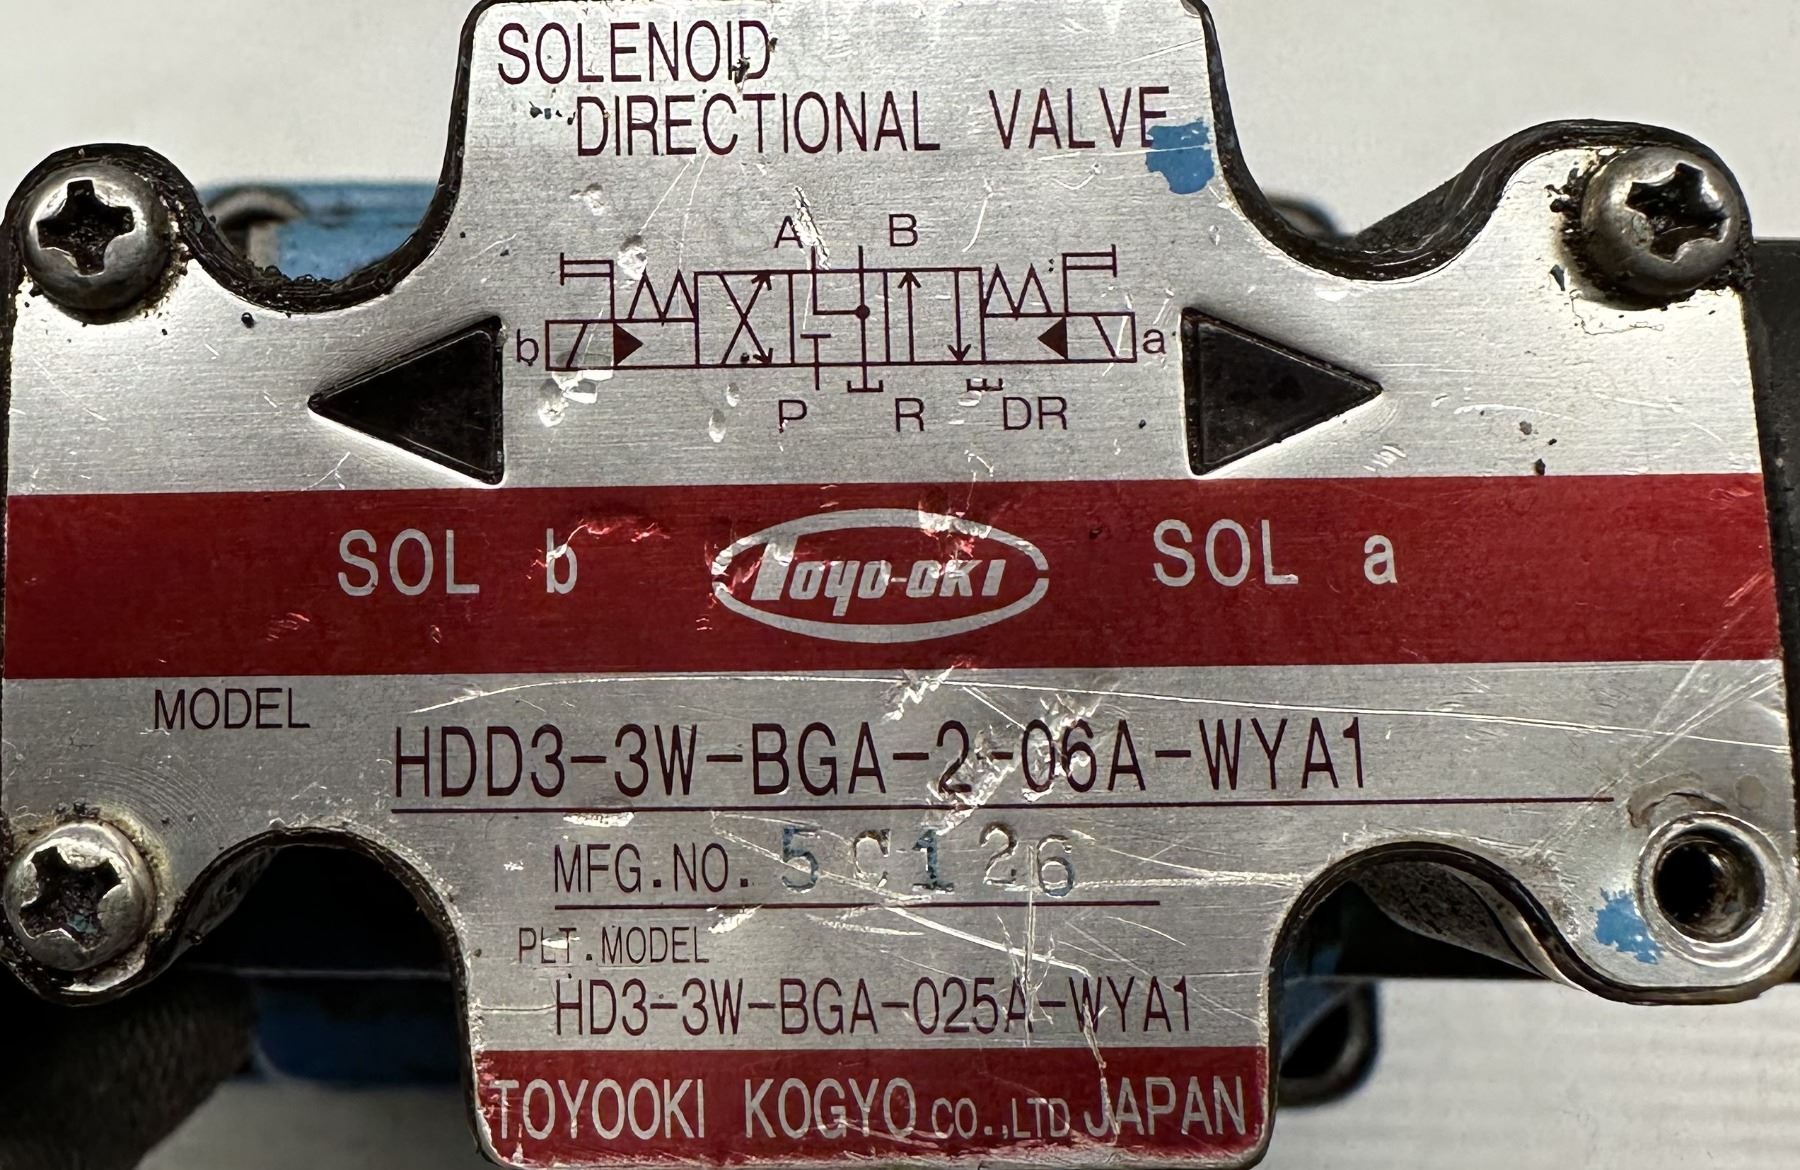 SOLENOID
DIRECTIONAL VALVE
A B
b a
P R DR
SOL b Toyo-oki SOL a
MODEL HDD3-3W-BGA-2-06A-WYA1
MFG.NO. 5C126
PLT.MODEL
HD3-3W-BGA-025A-WYA1
TOYOOKI KOGYO CO.,LTD JAPAN